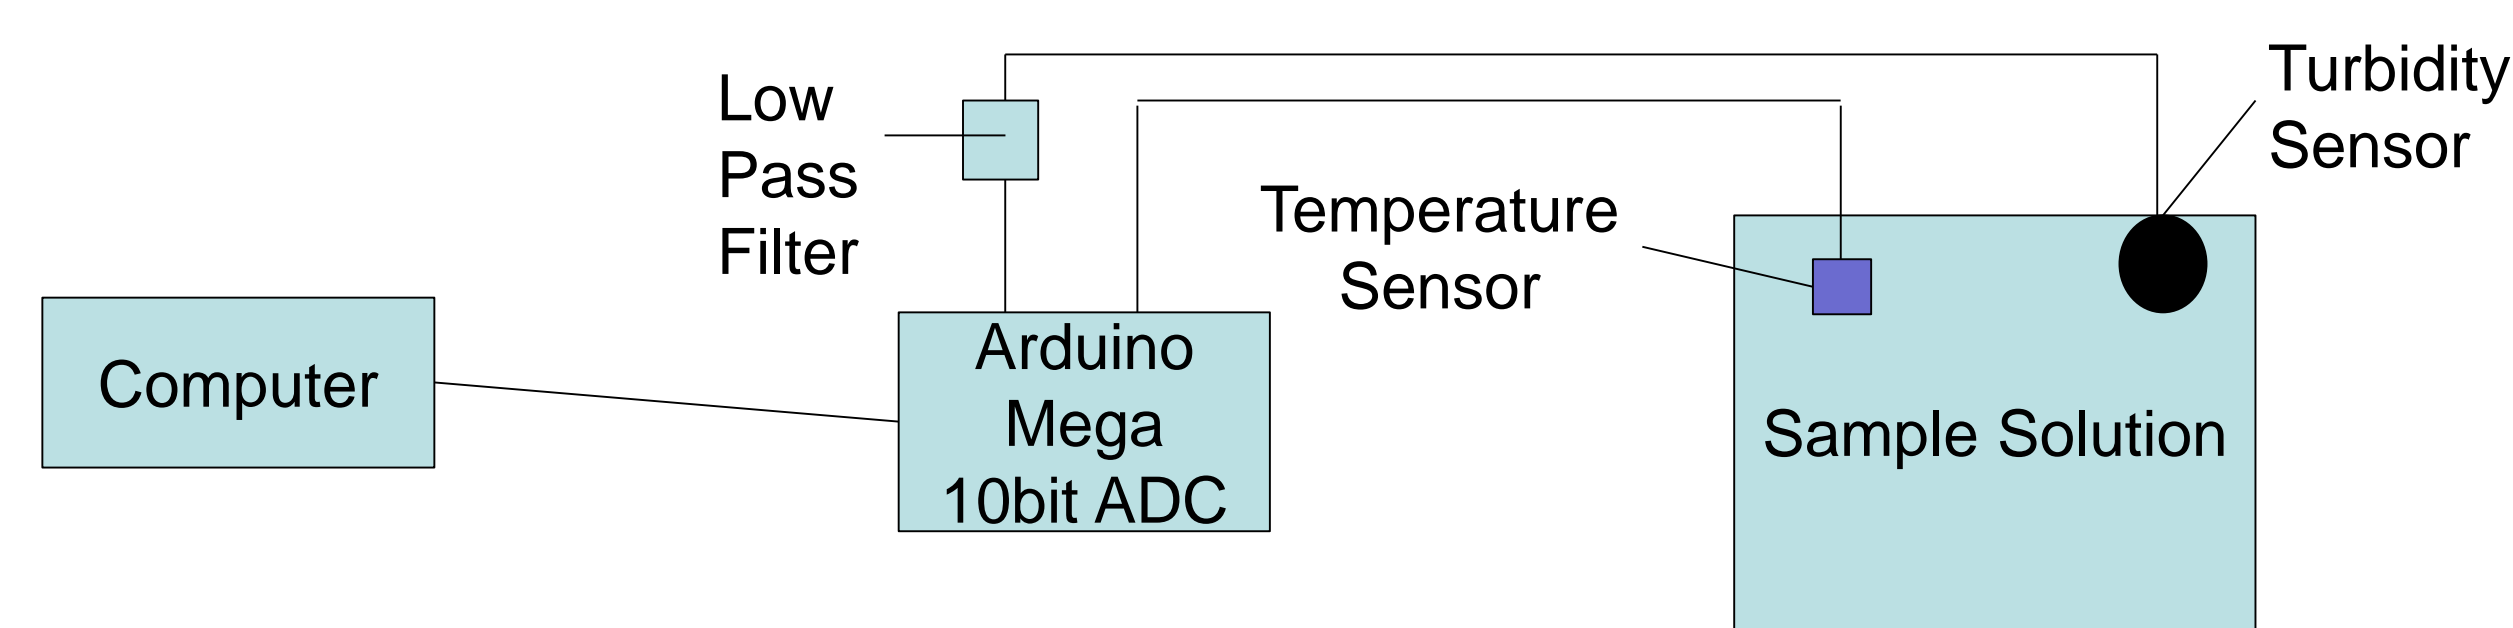 Low
Pass
Filter
Turbidity
Sensor
Temperature
Sensor
Computer
Arduino
Mega
10bit ADC
Sample Solution